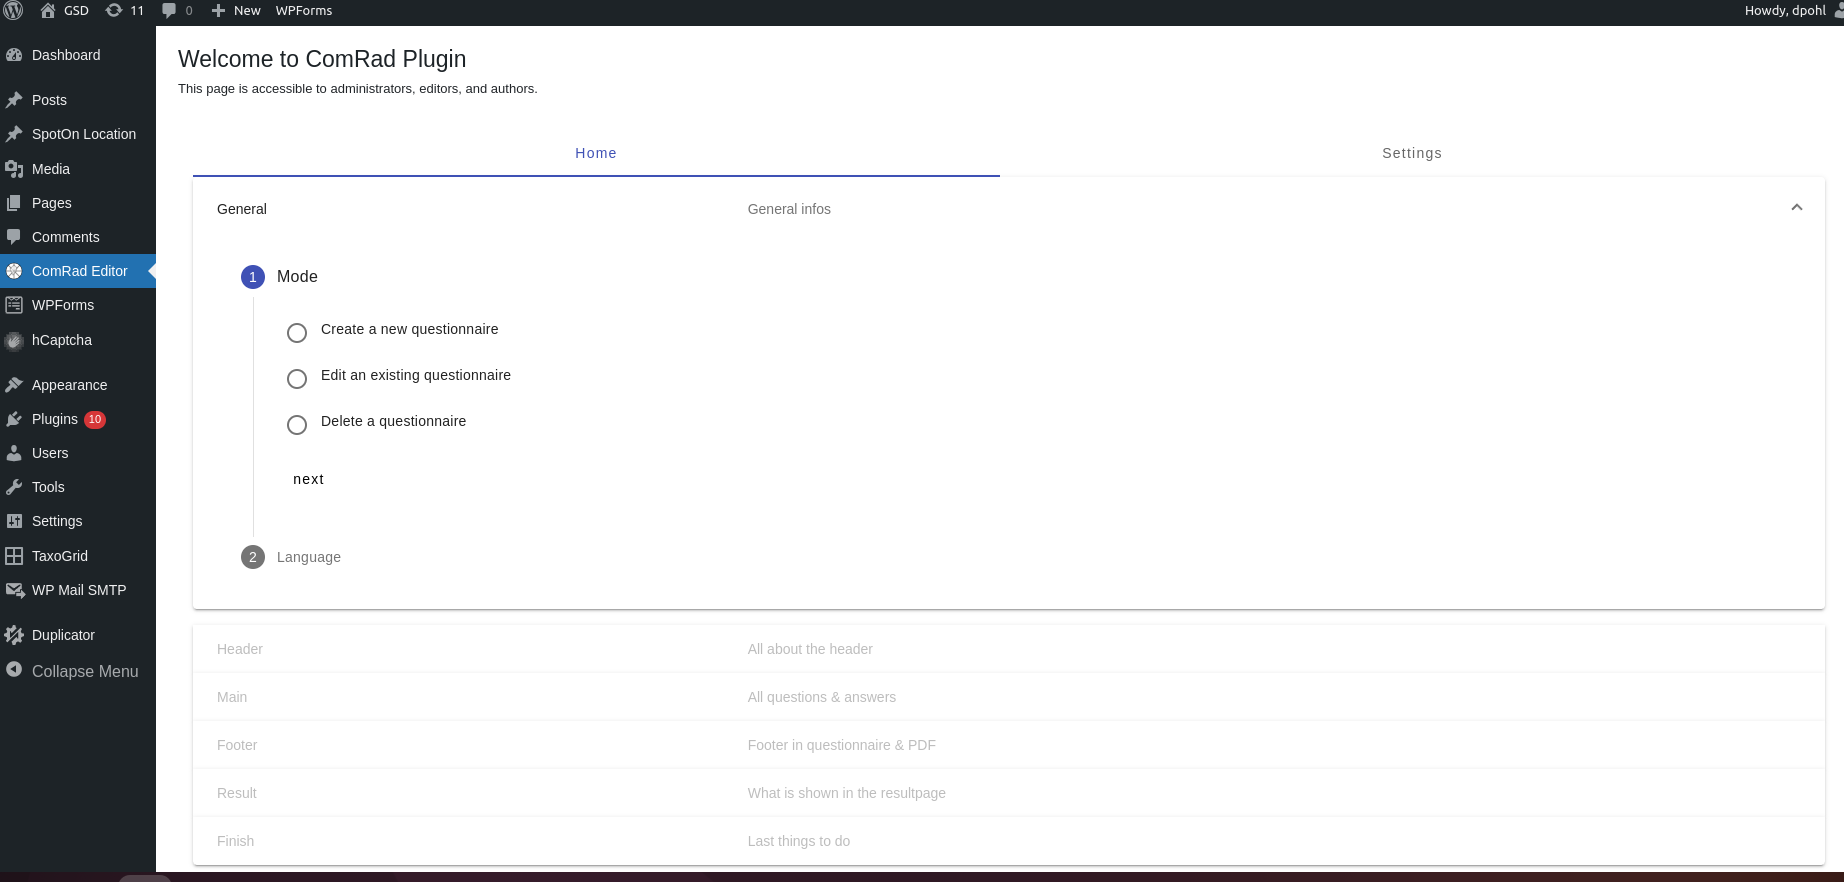 GSD 11 0 New WPForms Howdy, dpohl
Dashboard
Posts
SpotOn Location
Media
Pages
Comments
ComRad Editor
WPForms
hCaptcha
Appearance
Plugins 10
Users
Tools
Settings
TaxoGrid
WP Mail SMTP
Duplicator
Collapse Menu
Welcome to ComRad Plugin
This page is accessible to administrators, editors, and authors.
Home Settings
General General infos
1 Mode
Create a new questionnaire
Edit an existing questionnaire
Delete a questionnaire
next
2 Language
Header All about the header
Main All questions & answers
Footer Footer in questionnaire & PDF
Result What is shown in the resultpage
Finish Last things to do